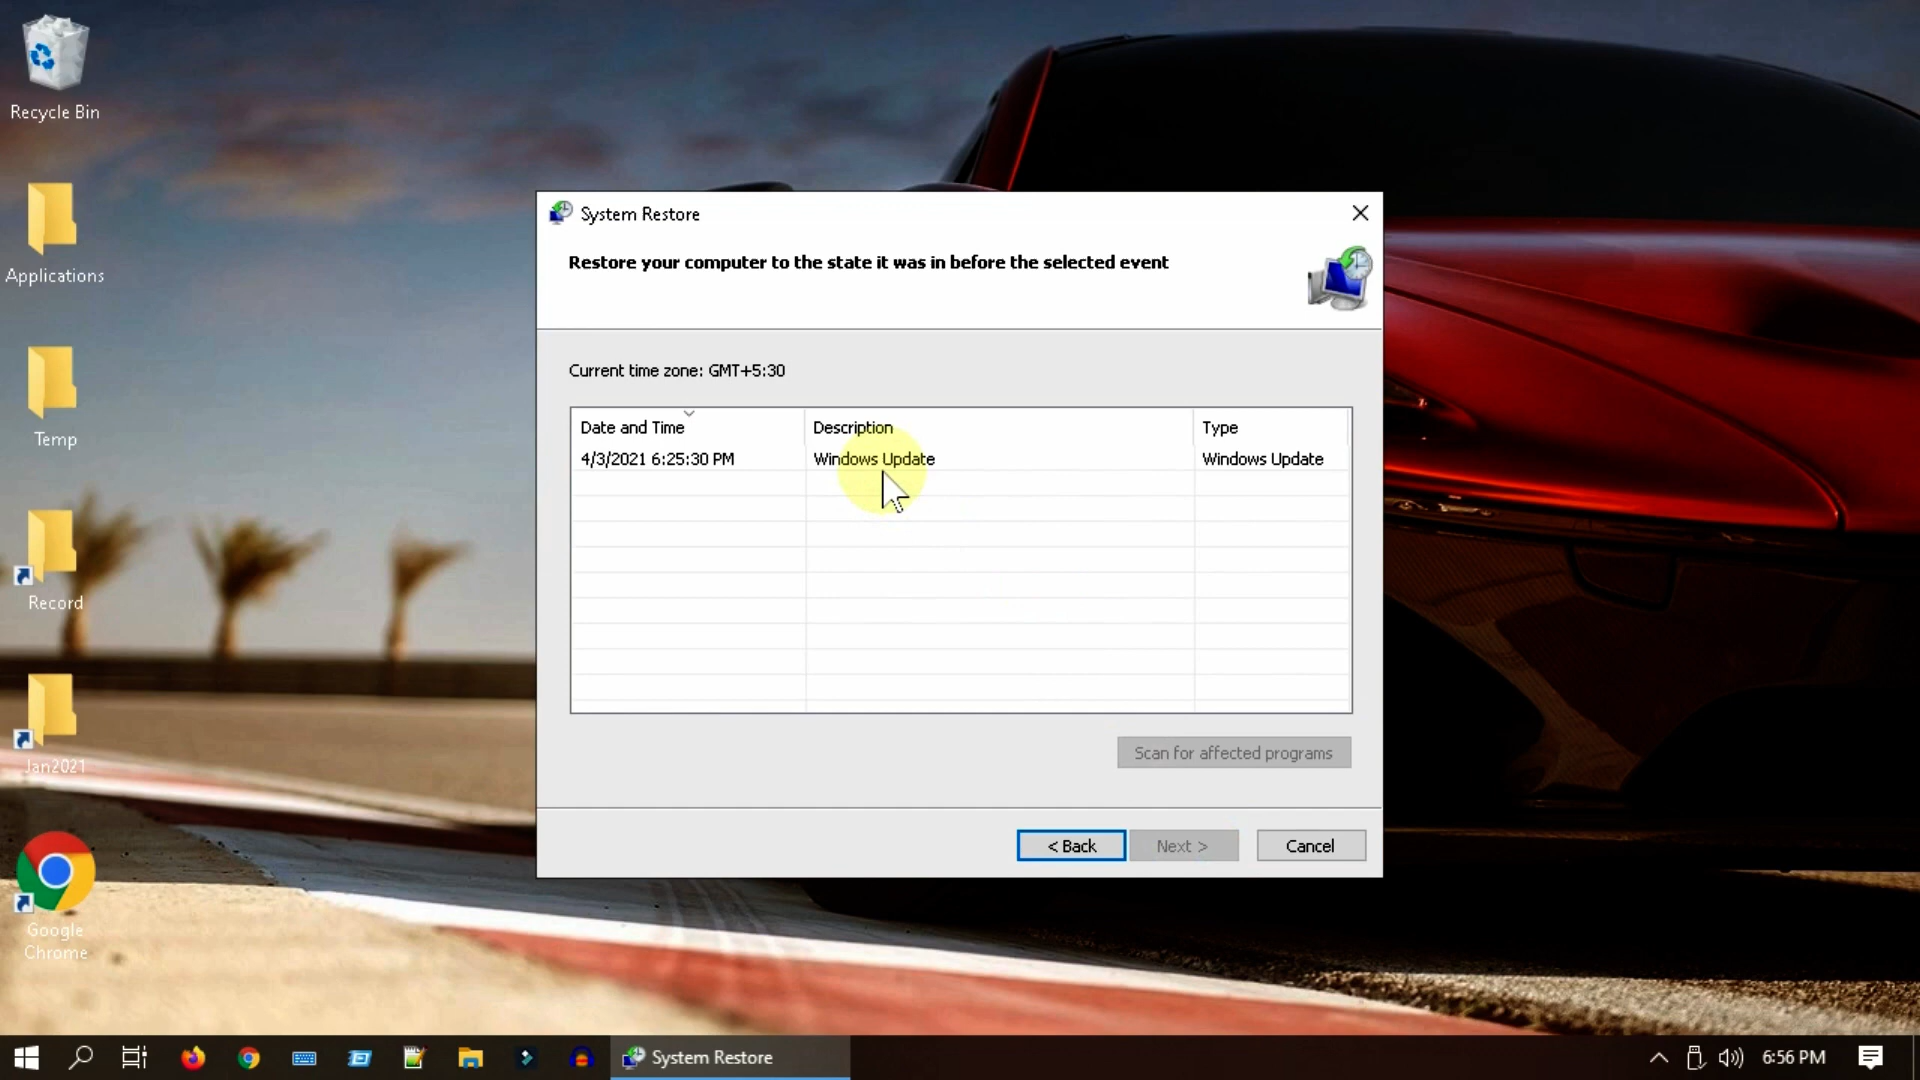 Recycle Bin
Applications
Temp
Record
Jan2021
Google
Chrome
System Restore
Restore your computer to the state it was in before the selected event
Current time zone: GMT+5:30
Date and Time Description Type
4/3/2021 6:25:30 PM Windows Update Windows Update
Scan for affected programs
< Back Next > Cancel
System Restore
6:56 PM